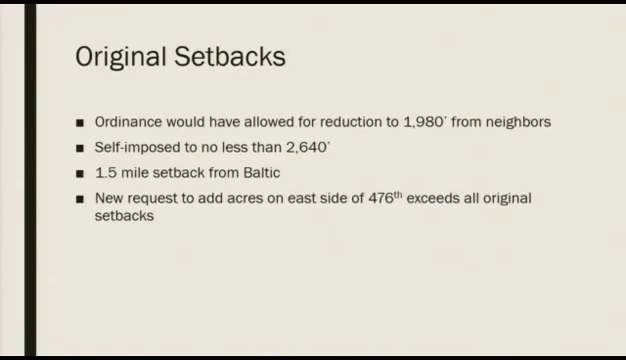 Original Setbacks
■ Ordinance would have allowed for reduction to 1,980' from neighbors
■ Self-imposed to no less than 2,640'
■ 1.5 mile setback from Baltic
■ New request to add acres on east side of 476th exceeds all original
setbacks